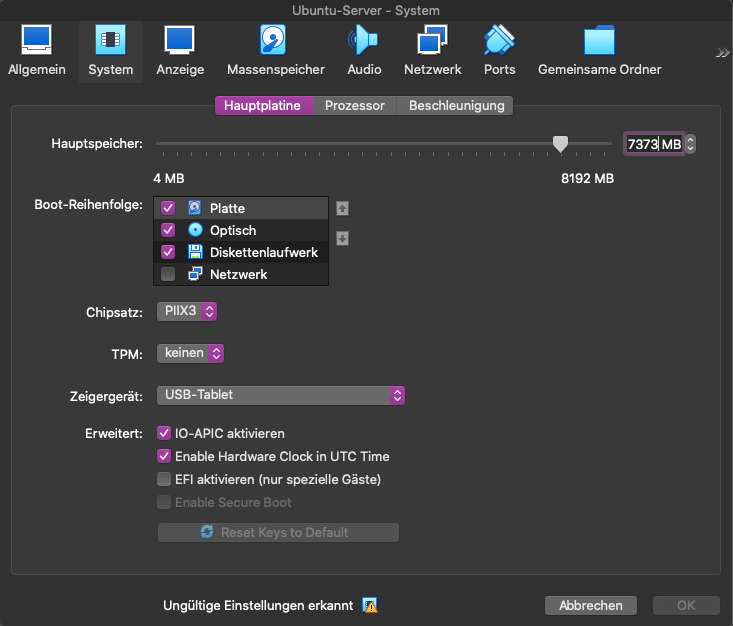 Ubuntu-Server - System
Allgemein System Anzeige Massenspeicher Audio Netzwerk Ports Gemeinsame Ordner
Hauptplatine Prozessor Beschleunigung
Hauptspeicher: 7373 MB
4 MB 8192 MB
Boot-Reihenfolge: Platte
Optisch
Diskettenlaufwerk
Netzwerk
Chipsatz: PIIX3
TPM: keinen
Zeigergerät: USB-Tablet
Erweitert: IO-APIC aktivieren
Enable Hardware Clock in UTC Time
EFI aktivieren (nur spezielle Gäste)
Enable Secure Boot
Reset Keys to Default
Ungültige Einstellungen erkannt Abbrechen OK